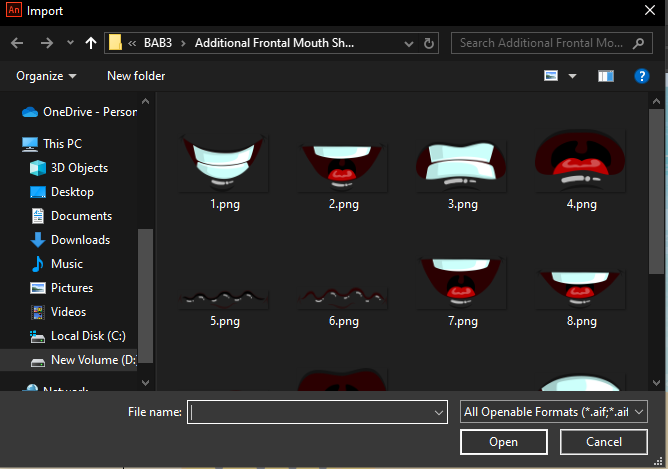 An Import
« BAB3 > Additional Frontal Mouth Sh...
Search Additional Frontal Mo...
Organize
New folder
?
OneDrive - Person
This PC
3D Objects
Desktop
Documents
Downloads
Music
Pictures
Videos
Local Disk (C:)
New Volume (D:
Network
1.png
2.png
3.png
4.png
5.png
6.png
7.png
8.png
File name:
All Openable Formats (*.aif;*.aif
Open
Cancel